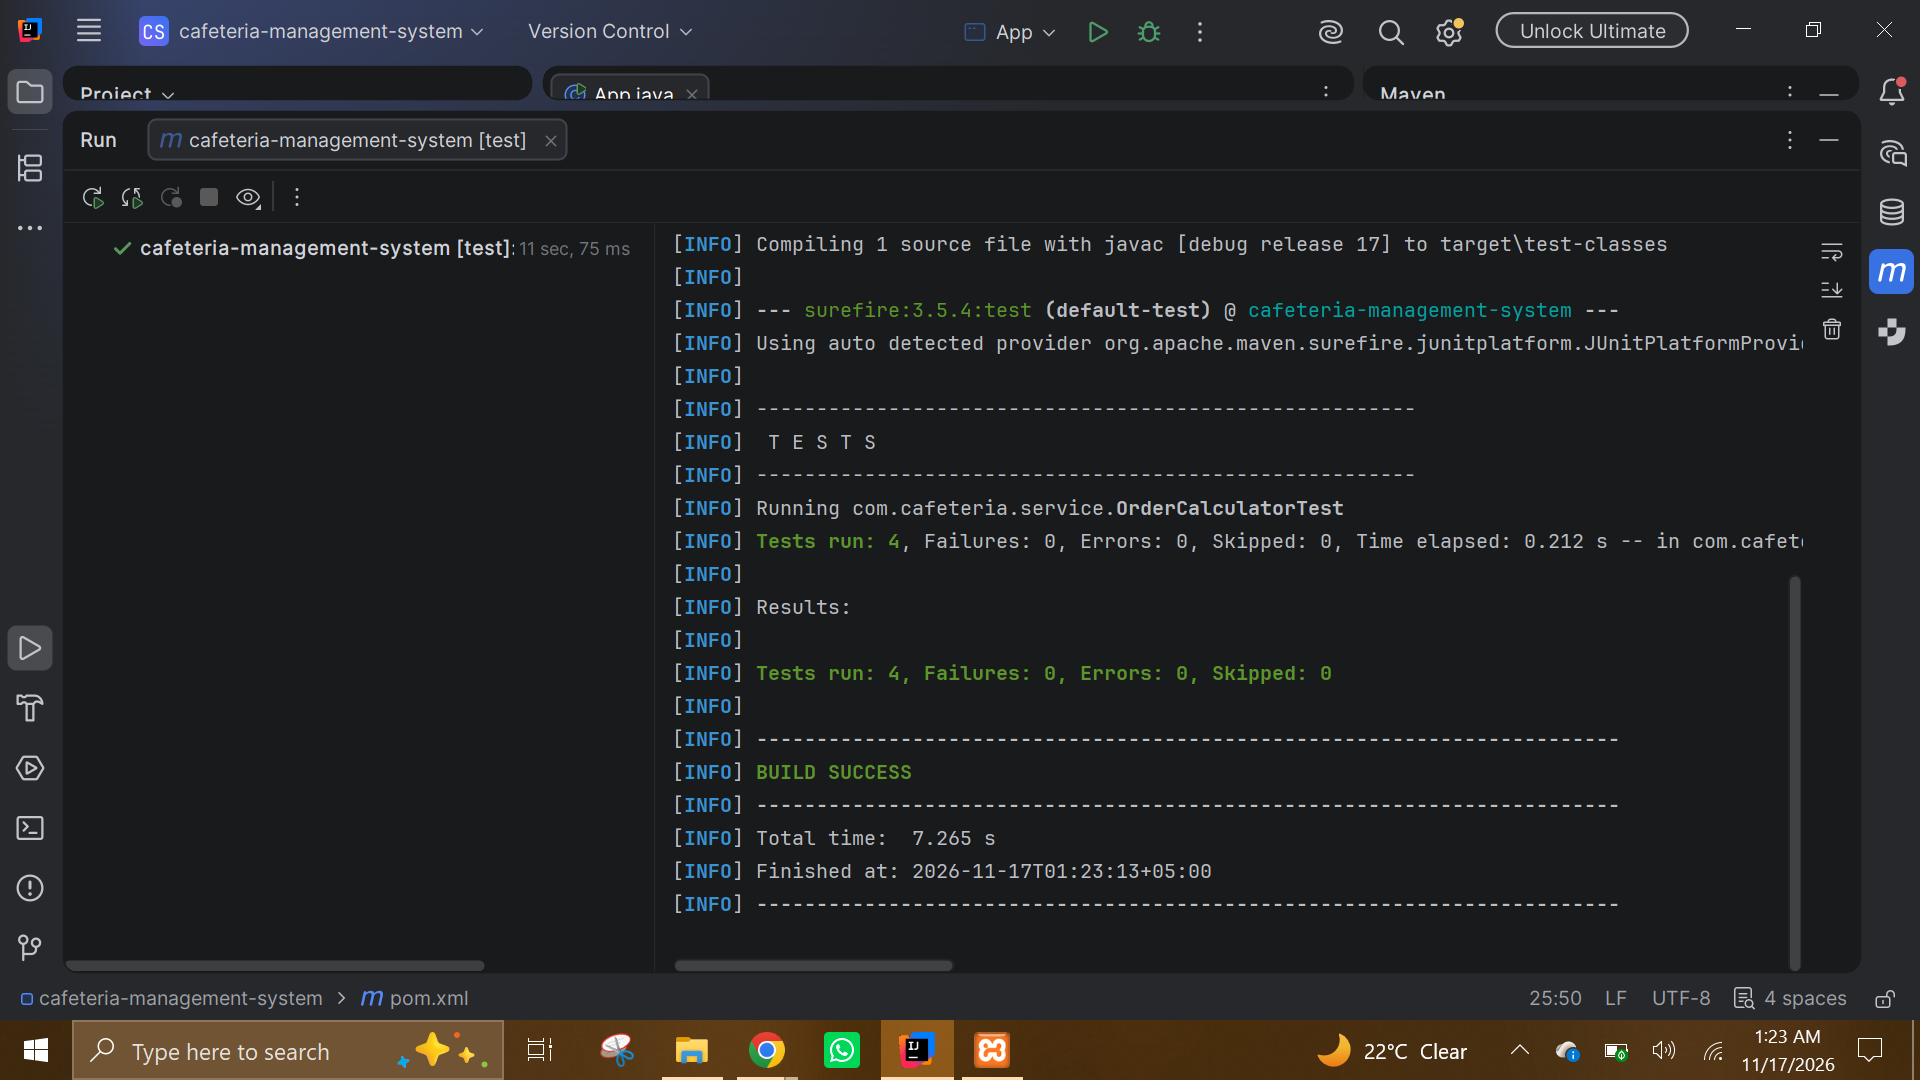 CS cafeteria-management-system
Version Control
App
Unlock Ultimate
Project
App.java
Maven
Run
m cafeteria-management-system [test]
cafeteria-management-system [test]: 11 sec, 75 ms
[INFO] Compiling 1 source file with javac [debug release 17] to target\test-classes
[INFO]
[INFO] --- surefire:3.5.4:test (default-test) @ cafeteria-management-system ---
[INFO] Using auto detected provider org.apache.maven.surefire.junitplatform.JUnitPlatformProvi
[INFO]
[INFO] -------------------------------------------------------
[INFO]  T E S T S
[INFO] -------------------------------------------------------
[INFO] Running com.cafeteria.service.OrderCalculatorTest
[INFO] Tests run: 4, Failures: 0, Errors: 0, Skipped: 0, Time elapsed: 0.212 s -- in com.cafet
[INFO]
[INFO] Results:
[INFO]
[INFO] Tests run: 4, Failures: 0, Errors: 0, Skipped: 0
[INFO]
[INFO] ------------------------------------------------------------------------
[INFO] BUILD SUCCESS
[INFO] ------------------------------------------------------------------------
[INFO] Total time:  7.265 s
[INFO] Finished at: 2026-11-17T01:23:13+05:00
[INFO] ------------------------------------------------------------------------
cafeteria-management-system > m pom.xml
25:50
LF
UTF-8
4 spaces
Type here to search
22°C Clear
1:23 AM
11/17/2026